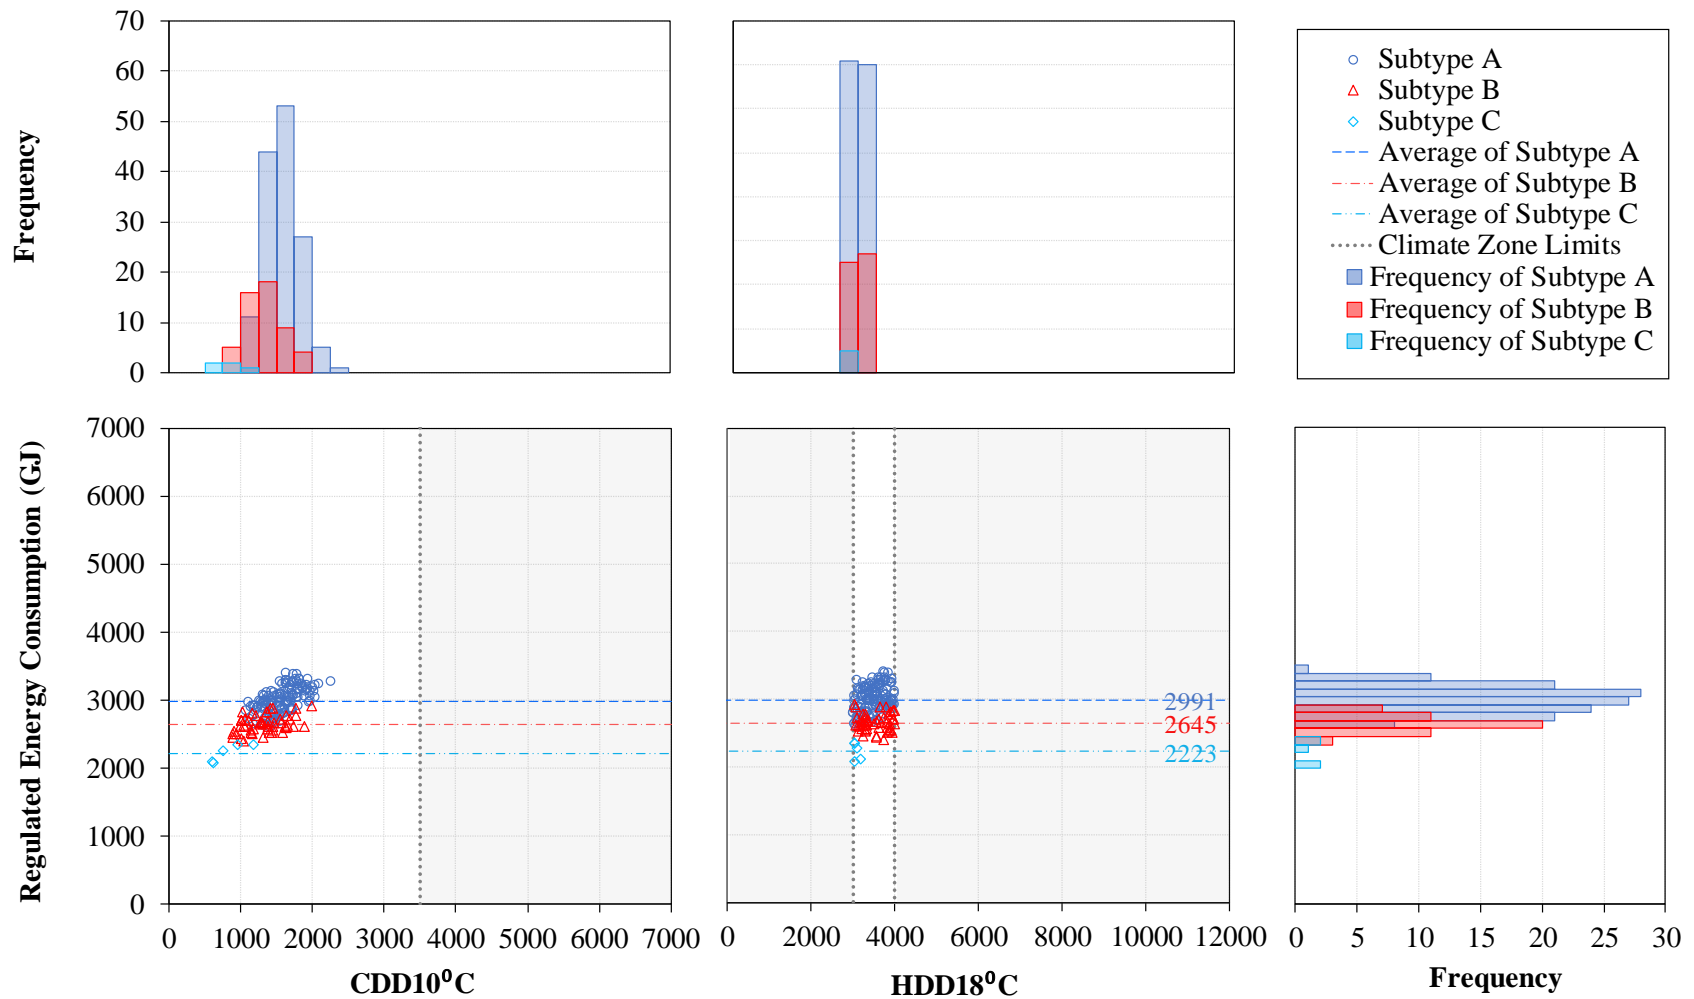 70
60
50
40
30
20
10
0
Frequency
Subtype A
Subtype B
Subtype C
Average of Subtype A
Average of Subtype B
Average of Subtype C
Climate Zone Limits
Frequency of Subtype A
Frequency of Subtype B
Frequency of Subtype C
Regulated Energy Consumption (GJ)
7000
6000
5000
4000
3000
2000
1000
0
0 1000 2000 3000 4000 5000 6000 7000
CDD10⁰C
2991
2645
2223
0 2000 4000 6000 8000 10000 12000
HDD18⁰C
0 5 10 15 20 25 30
Frequency